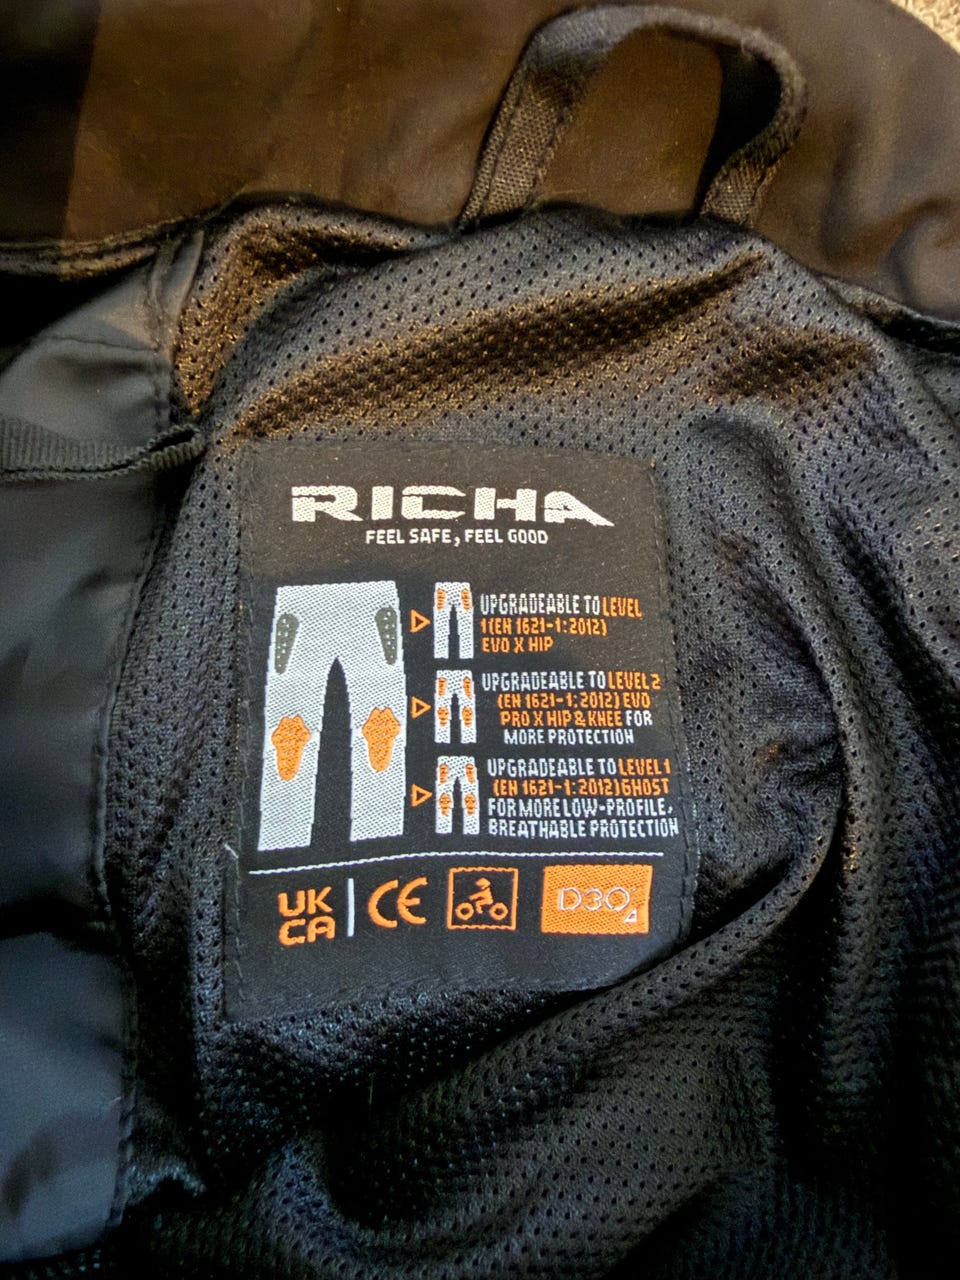 RICHA
FEEL SAFE, FEEL GOOD
UPGRADEABLE TO LEVEL
1 (EN 1621-1:2012)
EVO X HIP
UPGRADEABLE TO LEVEL 2
(EN 1621-1:2012) EVO
PRO X HIP & KNEE FOR
MORE PROTECTION
UPGRADEABLE TO LEVEL 1
(EN 1621-1:2012) GHOST
FOR MORE LOW-PROFILE,
BREATHABLE PROTECTION
UK
CA
CE
D3O